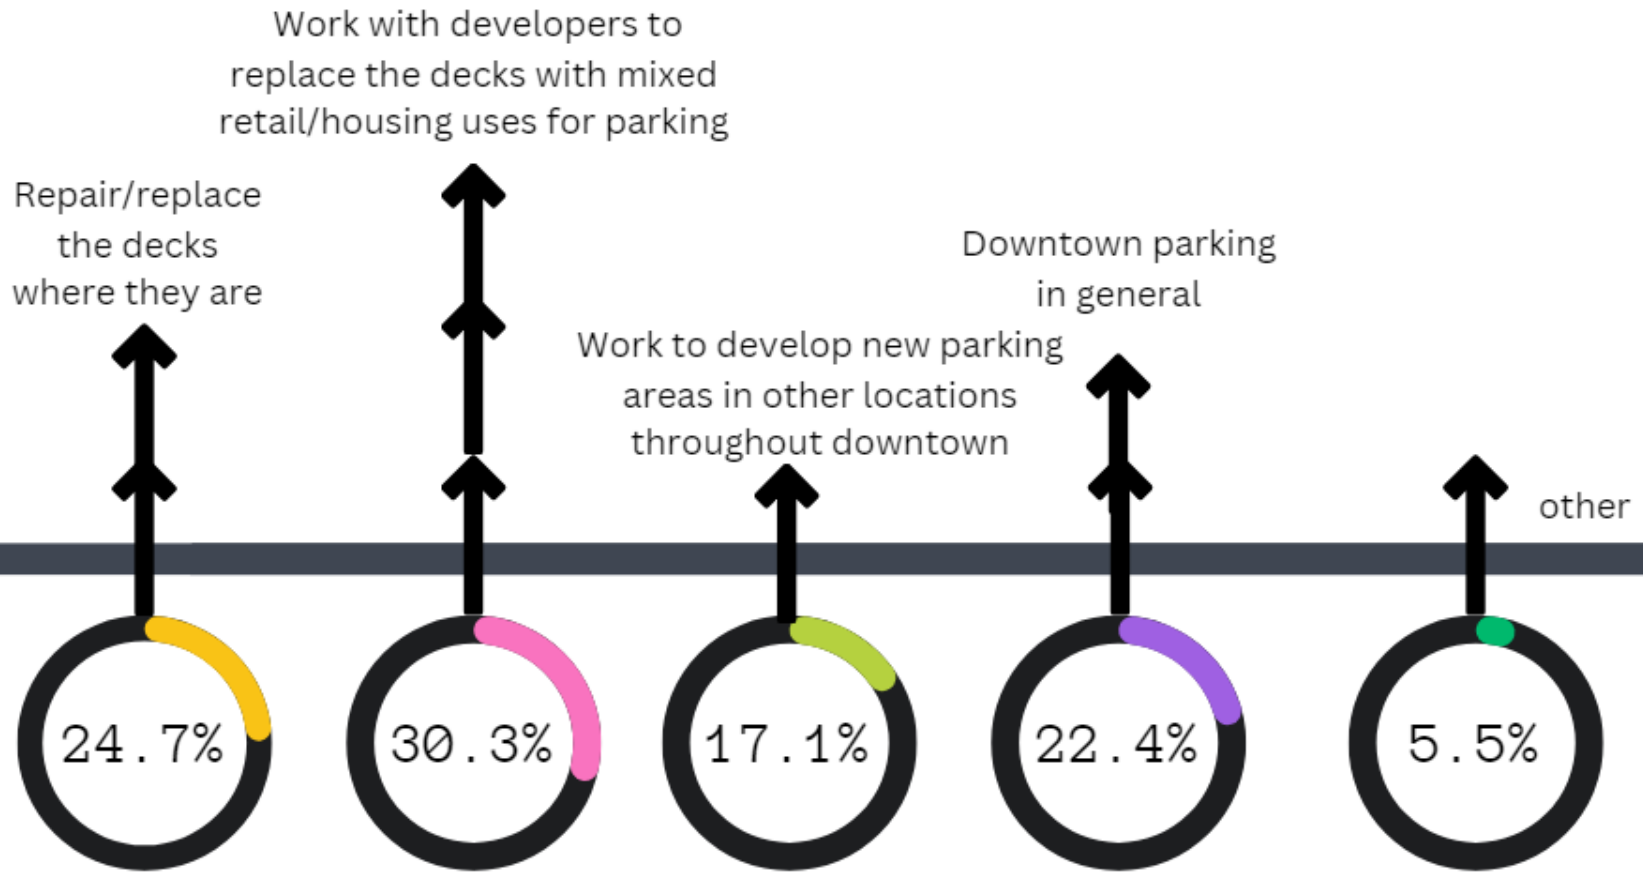 Work with developers to
replace the decks with mixed
retail/housing uses for parking
Repair/replace
the decks
where they are
Downtown parking
in general
Work to develop new parking
areas in other locations
throughout downtown
other
24.7%
30.3%
17.1%
22.4%
5.5%